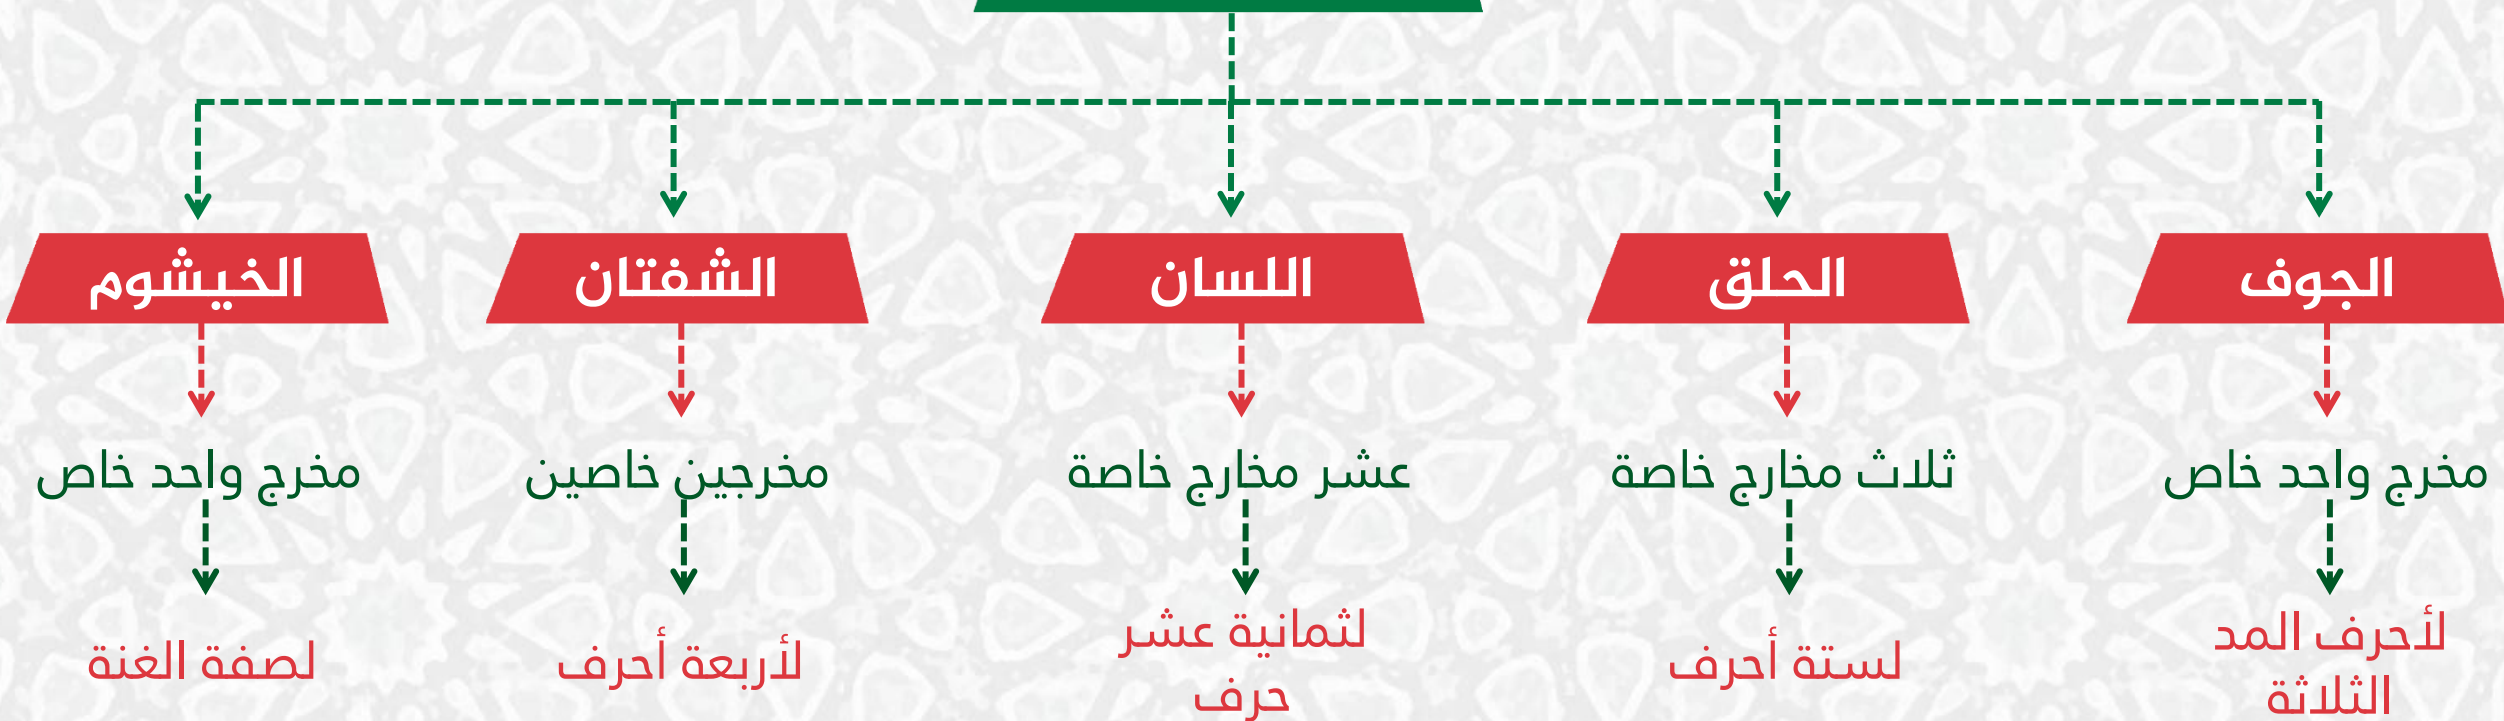 الجوف
الحلق
اللسان
الشفتان
الخيشوم
مخرج واحد خاص
ثلاث مخارج خاصة
عشر مخارج خاصة
مخرجين خاصين
مخرج واحد خاص
لأحرف المد
الثلاثة
لستة أحرف
لثمانية عشر
حرف
لأربعة أحرف
لصفة الغنة